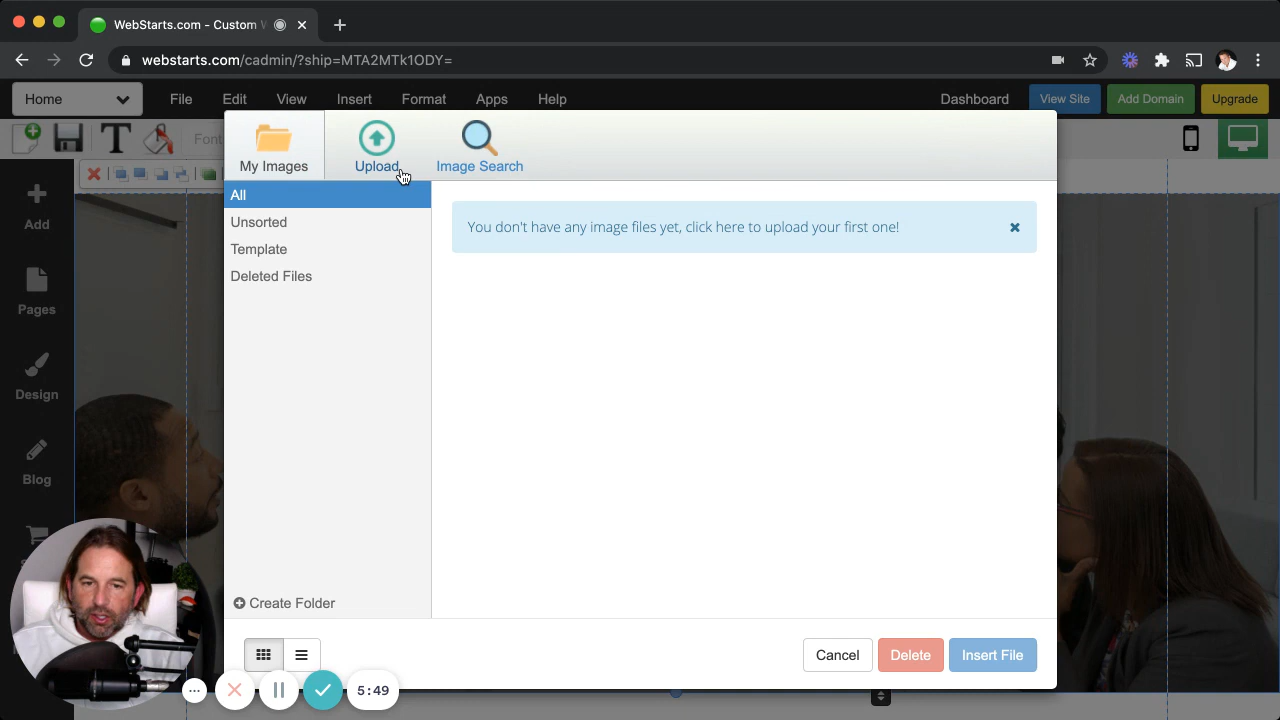 WebStarts.com - Custom W
webstarts.com/cadmin/?ship=MTA2MTk1ODY=
Home
File
Edit
View
Insert
Format
Apps
Help
Dashboard
View Site
Add Domain
Upgrade
Font
My Images
Upload
Image Search
Add
Pages
Design
Blog
All
Unsorted
Template
Deleted Files
You don't have any image files yet, click here to upload your first one!
Create Folder
Cancel
Delete
Insert File
5:49